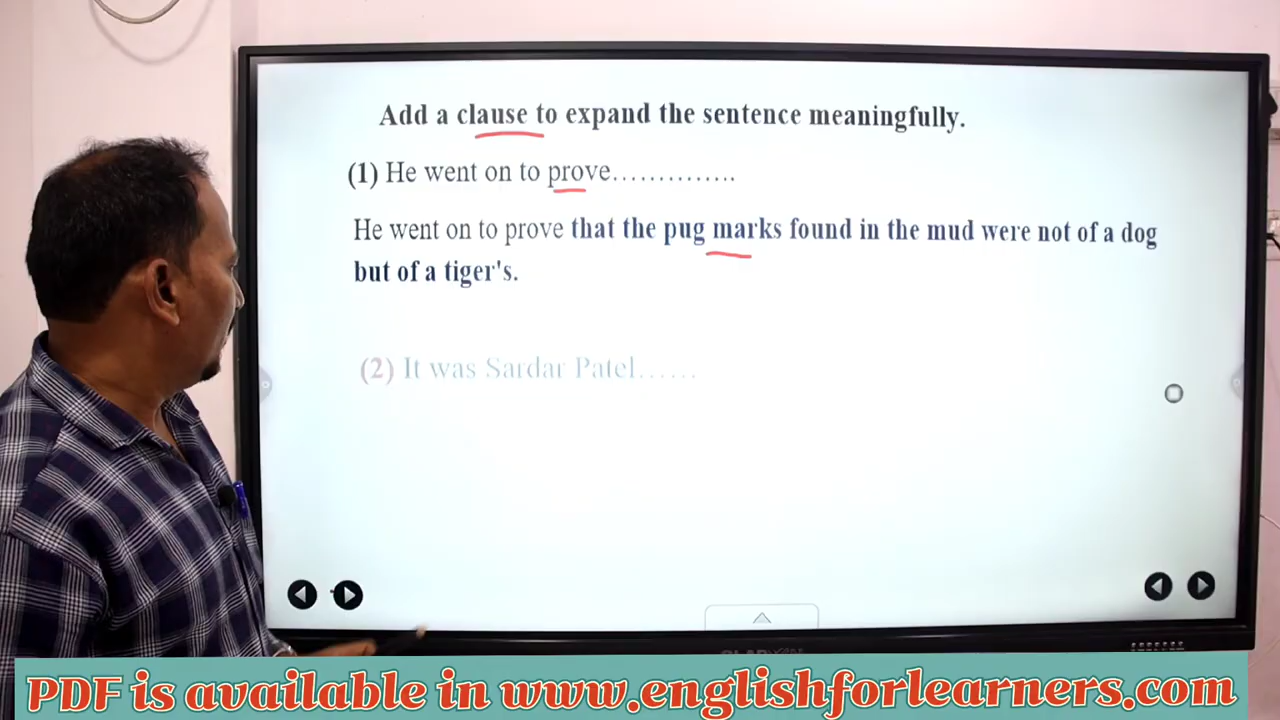 Add a clause to expand the sentence meaningfully.
(1) He went on to prove..............
He went on to prove that the pug marks found in the mud were not of a dog
but of a tiger's.
(2) It was Sardar Patel......
PDF is available in www.englishforlearners.com